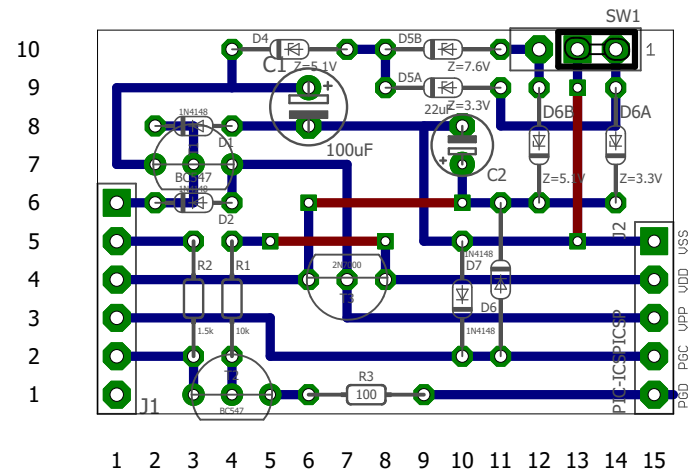 SW1
10 D4 D5B 1
C1 Z=5.1V Z=7.6V
9 + D5A D6B D6A
1N4148 22uF Z=3.3V
8 D1 +
100uF
7 BC547 C2 Z=5.1V Z=3.3V
1N4148
6 D2 J2
5 VSS
R2 R1 2N7000 D7 1N4148
4 T3 D6 VDD
3 1.5k 10k 1N4148 VPP
2 T2 PGC
R3
1 J1 BC547 100 PIC-ICSPICSP PGD
1 2 3 4 5 6 7 8 9 10 11 12 13 14 15